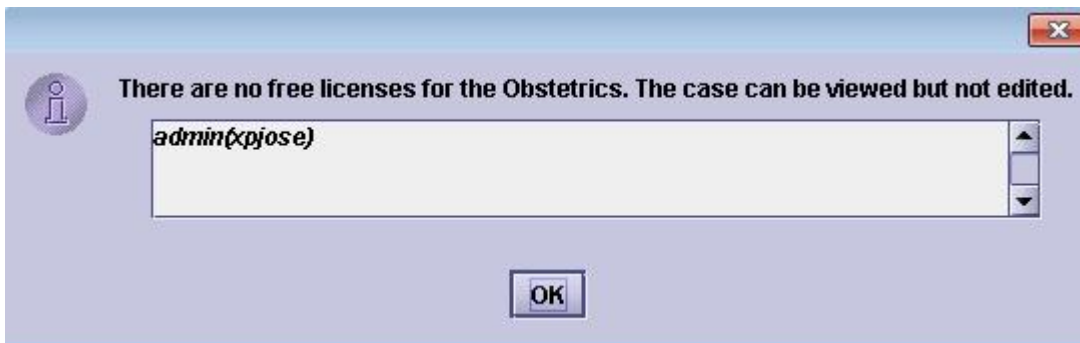 There are no free licenses for the Obstetrics. The case can be viewed but not edited.
admin(xpjose)
OK